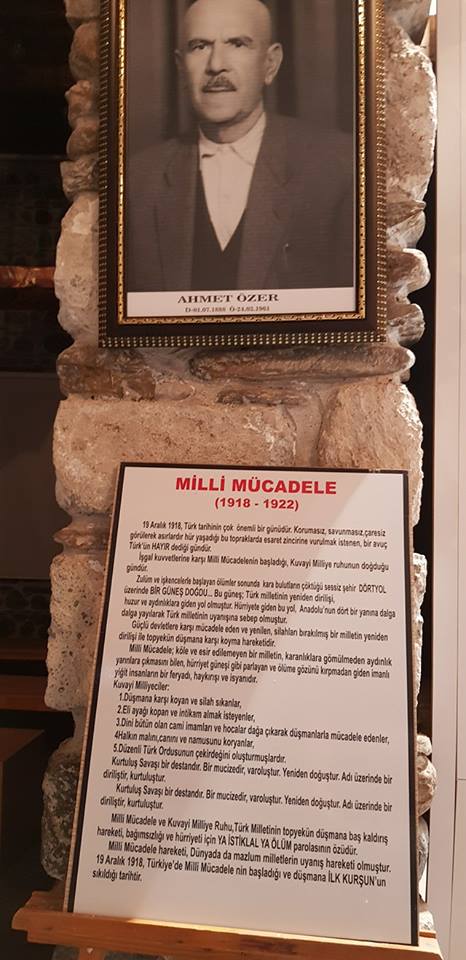 AHMET ÖZER
D-01.07.1888 Ö-24.02.1961
MİLLİ MÜCADELE
(1918 - 1922)
19 Aralık 1918, Türk tarihinin çok önemli bir günüdür. Korumasız, savunmasız,çaresiz
görülerek asırlardır hür yaşadığı bu topraklarda esaret zincirine vurulmak istenen, bir avuç
Türk'ün HAYIR dediği gündür.
İşgal kuvvetlerine karşı Milli Mücadelenin başladığı, Kuvayi Milliye ruhunun doğduğu
gündür.
Zulüm ve işkencelerle başlayan ölümler sonunda kara bulutların çöktüğü sessiz şehir DÖRTYOL
üzerinde BİR GÜNEŞ DOĞDU... Bu güneş; Türk milletinin yeniden dirilişi,
huzur ve aydınlıklara giden yol olmuştur. Hürriyete giden bu yol, Anadolu'nun dört bir yanına dalga
dalga yayılarak Türk milletinin uyanışına sebep olmuştur.
Güçlü devletlere karşı mücadele eden ve yenilen, silahları bırakılmış bir milletin yeniden
dirilişi ile topyekün düşmana karşı koyma hareketidir.
Milli Mücadele; köle ve esir edilemeyen bir milletin, karanlıklara gömülmeden aydınlık
yarınlara çıkmasını bilen, hürriyet güneşi gibi parlayan ve ölüme gözünü kırpmadan giden imanlı
yiğit insanların bir feryadı, haykırışı ve isyanıdır.
Kuvayi Milliyeciler:
1.Düşmana karşı koyan ve silah sıkanlar,
2.Eli ayağı kopan ve intikam almak isteyenler,
3.Dini bütün olan cami imamları ve hocalar dağa çıkarak düşmanlarla mücadele edenler,
4Halkın malını,canını ve namusunu koryanlar,
5.Düzenli Türk Ordusunun çekirdeğini oluşturmuşlardır.
Kurtuluş Savaşı bir destandır. Bir mucizedir, varoluştur. Yeniden doğuştur. Adı üzerinde bir
diriliştir, kurtuluştur.
Kurtuluş Savaşı bir destandır. Bir mucizedir, varoluştur. Yeniden doğuştur. Adı üzerinde bir
diriliştir, kurtuluştur.
Milli Mücadele ve Kuvayi Milliye Ruhu,Türk Milletinin topyekün düşmana baş kaldırış
hareketi, bağımsızlığı ve hürriyeti için YA İSTİKLAL YA ÖLÜM parolasının özüdür.
Milli Mücadele hareketi, Dünyada da mazlum milletlerin uyanış hareketi olmuştur.
19 Aralık 1918, Türkiye'de Milli Mücadele nin başladığı ve düşmana İLK KURŞUN'un
sıkıldığı tarihtir.